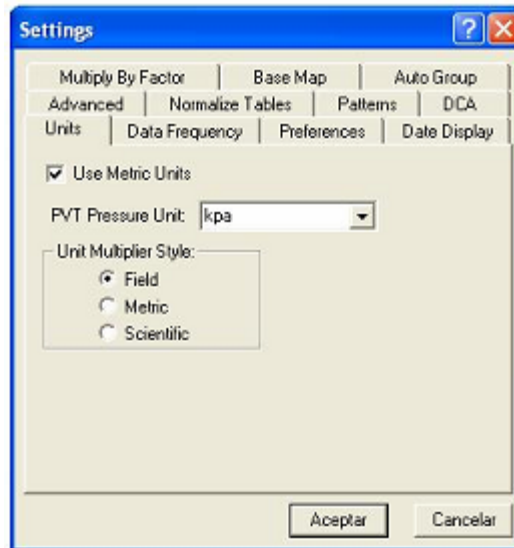 Settings
Multiply By Factor Base Map Auto Group
Advanced Normalize Tables Patterns DCA
Units Data Frequency Preferences Date Display
Use Metric Units
PVT Pressure Unit: kpa
Unit Multiplier Style:
Field
Metric
Scientific
Aceptar Cancelar